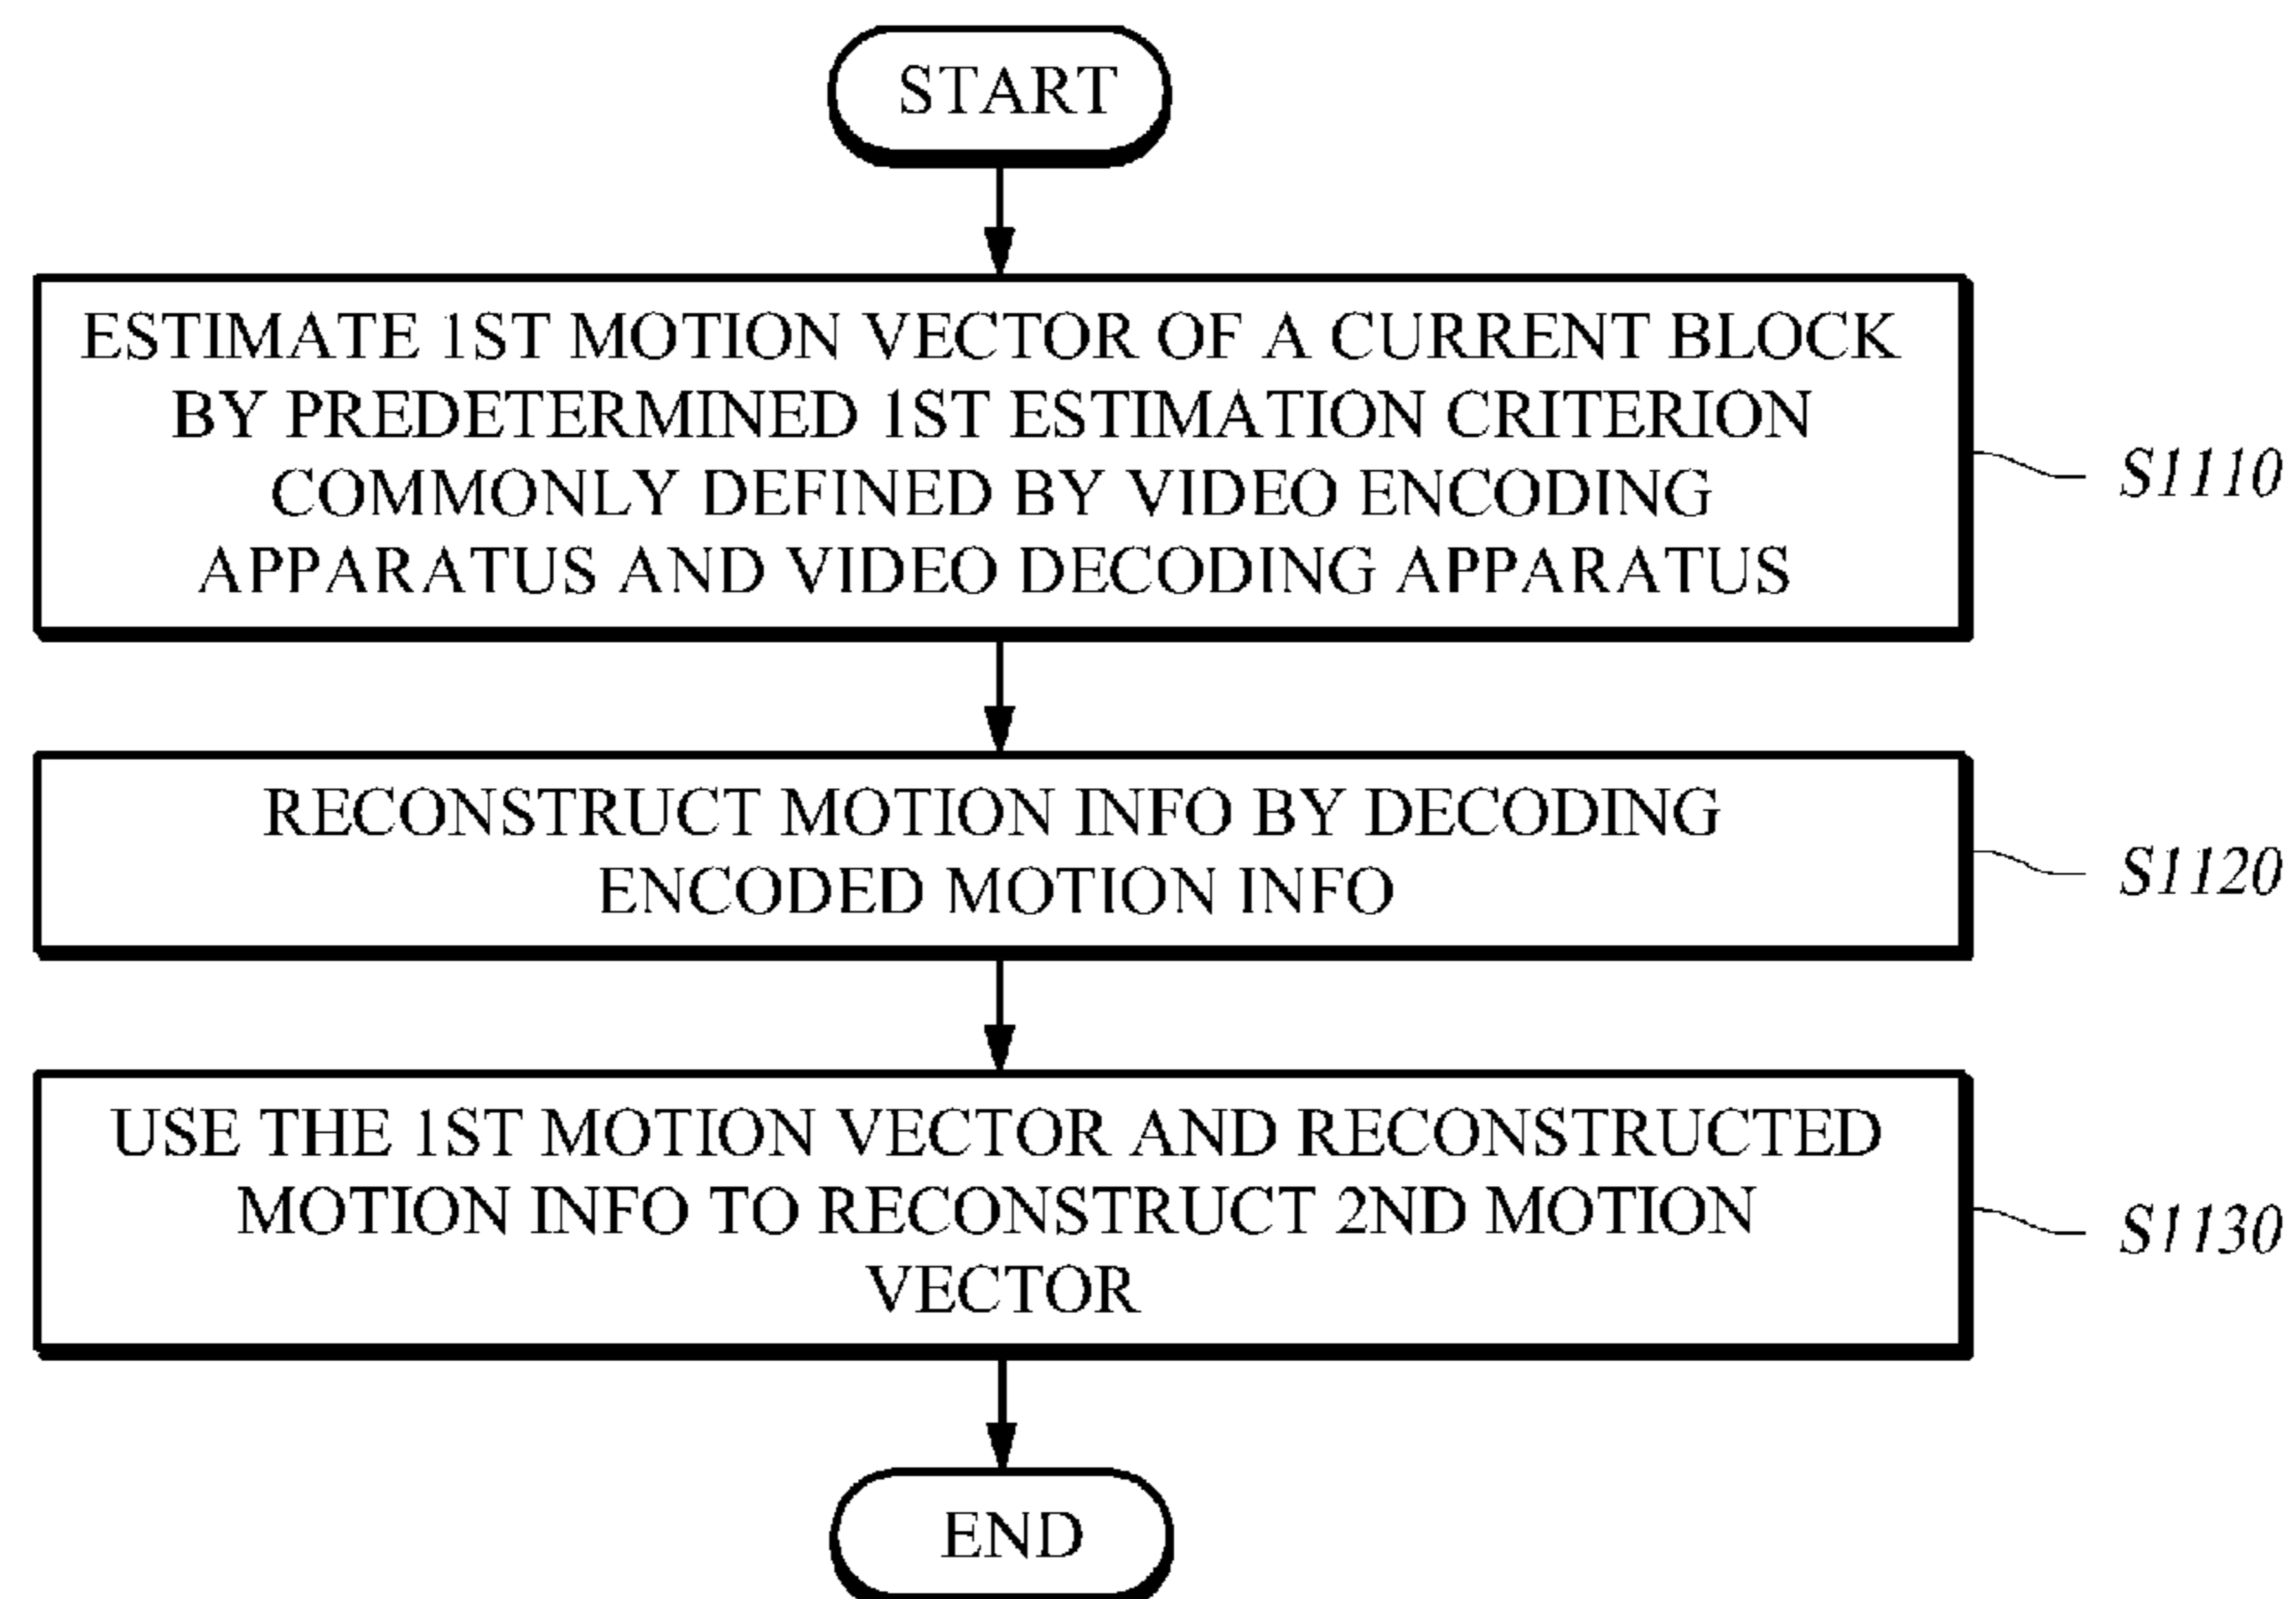 START
ESTIMATE 1ST MOTION VECTOR OF A CURRENT BLOCK
BY PREDETERMINED 1ST ESTIMATION CRITERION
COMMONLY DEFINED BY VIDEO ENCODING
APPARATUS AND VIDEO DECODING APPARATUS
S1110
RECONSTRUCT MOTION INFO BY DECODING
ENCODED MOTION INFO
S1120
USE THE 1ST MOTION VECTOR AND RECONSTRUCTED
MOTION INFO TO RECONSTRUCT 2ND MOTION
VECTOR
S1130
END